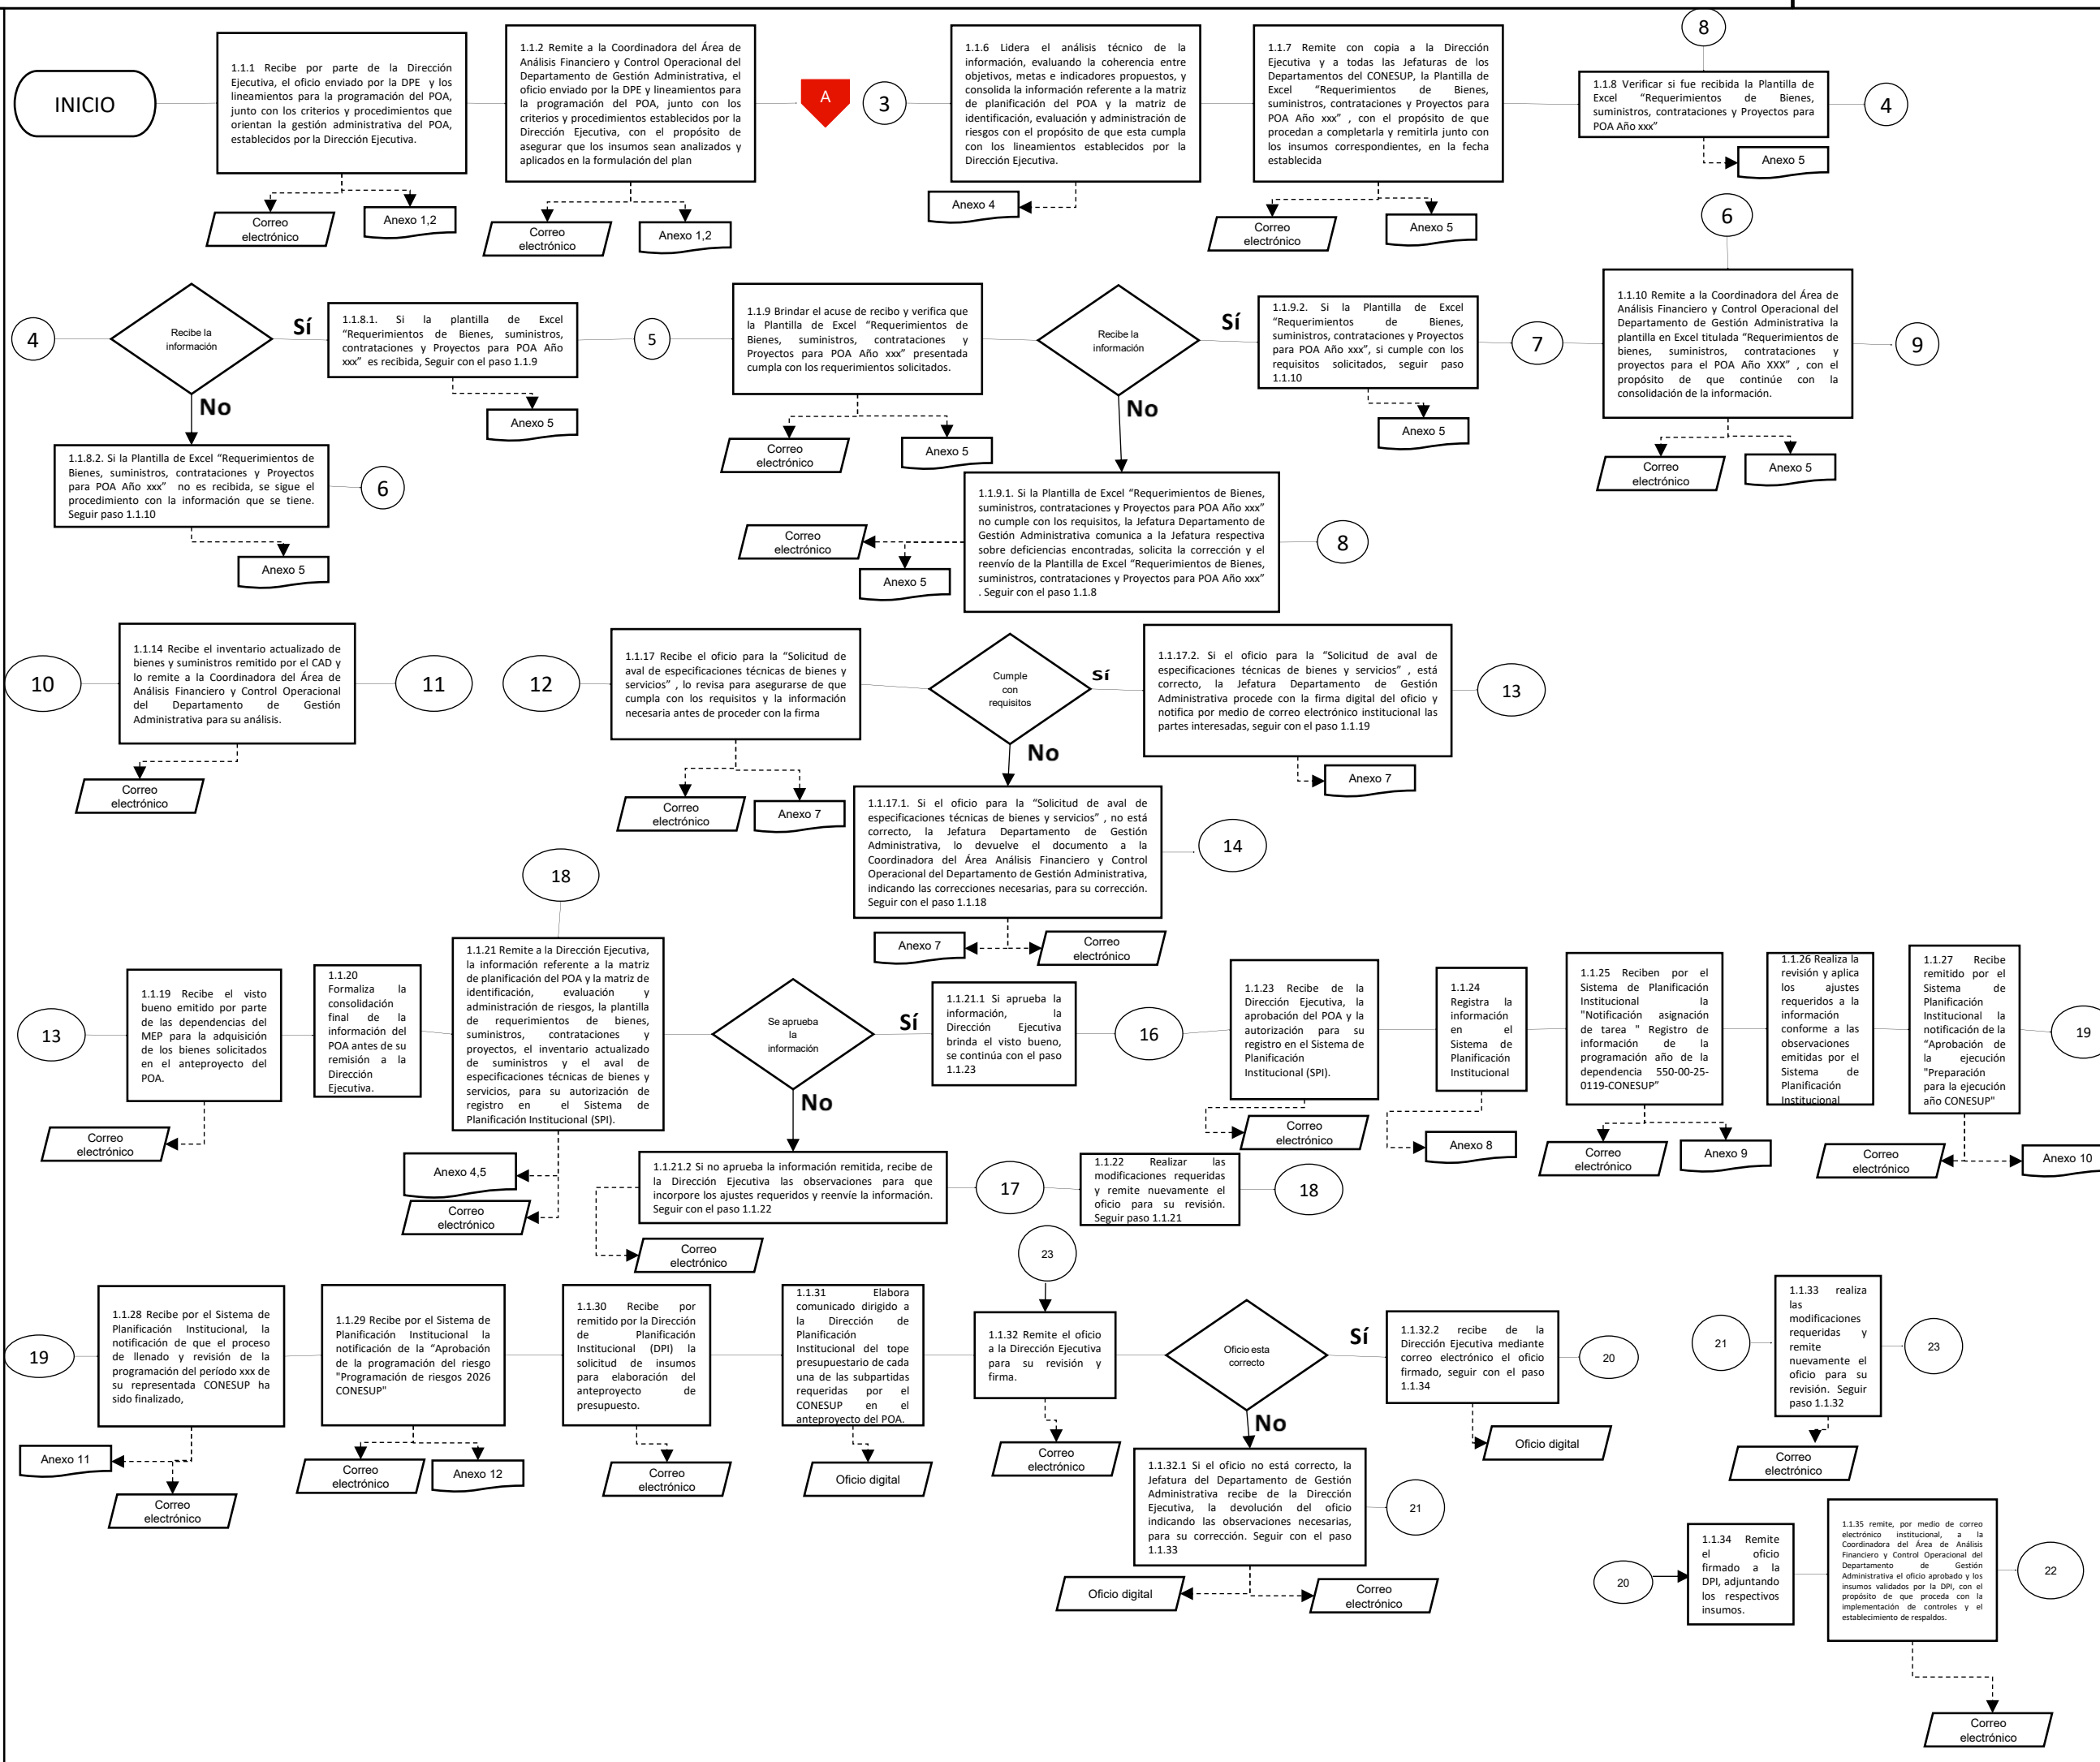 INICIO
1.1.1 Recibe por parte de la Dirección
Ejecutiva, el oficio enviado por la DPE y los
lineamientos para la programación del POA,
junto con los criterios y procedimientos que
orientan la gestión administrativa del POA,
establecidos por la Dirección Ejecutiva.
Correo
electrónico
Anexo 1,2
1.1.2 Remite a la Coordinadora del Área de
Análisis Financiero y Control Operacional del
Departamento de Gestión Administrativa, el
oficio enviado por la DPE y lineamientos para
la programación del POA, junto con los
criterios y procedimientos establecidos por la
Dirección Ejecutiva, con el propósito de
asegurar que los insumos sean analizados y
aplicados en la formulación del plan
Correo
electrónico
Anexo 1,2
A
3
1.1.6 Lidera el análisis técnico de la
información, evaluando la coherencia entre
objetivos, metas e indicadores propuestos, y
consolida la información referente a la matriz
de planificación del POA y la matriz de
identificación, evaluación y administración de
riesgos con el propósito de que esta cumpla
con los lineamientos establecidos por la
Dirección Ejecutiva.
Anexo 4
1.1.7 Remite con copia a la Dirección
Ejecutiva y a todas las Jefaturas de los
Departamentos del CONESUP, la Plantilla de
Excel “Requerimientos de Bienes,
suministros, contrataciones y Proyectos para
POA Año xxx” , con el propósito de que
procedan a completarla y remitirla junto con
los insumos correspondientes, en la fecha
establecida
Correo
electrónico
Anexo 5
8
1.1.8 Verificar si fue recibida la Plantilla de
Excel “Requerimientos de Bienes,
suministros, contrataciones y Proyectos para
POA Año xxx”
Anexo 5
4
4
Recibe la
información
Sí
No
1.1.8.1. Si la plantilla de Excel
“Requerimientos de Bienes, suministros,
contrataciones y Proyectos para POA Año
xxx” es recibida, Seguir con el paso 1.1.9
Anexo 5
1.1.8.2. Si la Plantilla de Excel “Requerimientos de
Bienes, suministros, contrataciones y Proyectos
para POA Año xxx” no es recibida, se sigue el
procedimiento con la información que se tiene.
Seguir paso 1.1.10
Anexo 5
6
5
1.1.9 Brindar el acuse de recibo y verifica que
la Plantilla de Excel “Requerimientos de
Bienes, suministros, contrataciones y
Proyectos para POA Año xxx” presentada
cumpla con los requerimientos solicitados.
Correo
electrónico
Anexo 5
Recibe la
información
Sí
No
1.1.9.2. Si la Plantilla de Excel
“Requerimientos de Bienes,
suministros, contrataciones y Proyectos
para POA Año xxx”, si cumple con los
requisitos solicitados, seguir paso
1.1.10
Anexo 5
7
1.1.9.1. Si la Plantilla de Excel “Requerimientos de Bienes,
suministros, contrataciones y Proyectos para POA Año xxx”
no cumple con los requisitos, la Jefatura Departamento de
Gestión Administrativa comunica a la Jefatura respectiva
sobre deficiencias encontradas, solicita la corrección y el
reenvío de la Plantilla de Excel “Requerimientos de Bienes,
suministros, contrataciones y Proyectos para POA Año xxx”
. Seguir con el paso 1.1.8
Correo
electrónico
Anexo 5
8
6
1.1.10 Remite a la Coordinadora del Área de
Análisis Financiero y Control Operacional del
Departamento de Gestión Administrativa la
plantilla en Excel titulada “Requerimientos de
bienes, suministros, contrataciones y
proyectos para el POA Año XXX” , con el
propósito de que continúe con la
consolidación de la información.
Correo
electrónico
Anexo 5
9
10
1.1.14 Recibe el inventario actualizado de
bienes y suministros remitido por el CAD y
lo remite a la Coordinadora del Área de
Análisis Financiero y Control Operacional
del Departamento de Gestión
Administrativa para su análisis.
Correo
electrónico
11
12
1.1.17 Recibe el oficio para la “Solicitud de
aval de especificaciones técnicas de bienes y
servicios” , lo revisa para asegurarse de que
cumpla con los requisitos y la información
necesaria antes de proceder con la firma
Correo
electrónico
Anexo 7
Cumple
con
requisitos
Sí
No
1.1.17.2. Si el oficio para la “Solicitud de aval de
especificaciones técnicas de bienes y servicios” , está
correcto, la Jefatura Departamento de Gestión
Administrativa procede con la firma digital del oficio y
notifica por medio de correo electrónico institucional las
partes interesadas, seguir con el paso 1.1.19
Anexo 7
13
1.1.17.1. Si el oficio para la “Solicitud de aval de
especificaciones técnicas de bienes y servicios” , no está
correcto, la Jefatura Departamento de Gestión
Administrativa, lo devuelve el documento a la
Coordinadora del Área Análisis Financiero y Control
Operacional del Departamento de Gestión Administrativa,
indicando las correcciones necesarias, para su corrección.
Seguir con el paso 1.1.18
Anexo 7
Correo
electrónico
14
18
13
1.1.19 Recibe el visto
bueno emitido por parte
de las dependencias del
MEP para la adquisición
de los bienes solicitados
en el anteproyecto del
POA.
Correo
electrónico
1.1.20
Formaliza la
consolidación
final de la
información del
POA antes de su
remisión a la
Dirección
Ejecutiva.
1.1.21 Remite a la Dirección Ejecutiva,
la información referente a la matriz
de planificación del POA y la matriz de
identificación, evaluación y
administración de riesgos, la plantilla
de requerimientos de bienes,
suministros, contrataciones y
proyectos, el inventario actualizado
de suministros y el aval de
especificaciones técnicas de bienes y
servicios, para su autorización de
registro en el Sistema de
Planificación Institucional (SPI).
Anexo 4,5
Correo
electrónico
Se aprueba
la
información
Sí
No
1.1.21.1 Si aprueba la
información, la
Dirección Ejecutiva
brinda el visto bueno,
se continúa con el paso
1.1.23
16
1.1.21.2 Si no aprueba la información remitida, recibe de
la Dirección Ejecutiva las observaciones para que
incorpore los ajustes requeridos y reenvíe la información.
Seguir con el paso 1.1.22
Correo
electrónico
17
1.1.22 Realizar las
modificaciones requeridas
y remite nuevamente el
oficio para su revisión.
Seguir paso 1.1.21
18
1.1.23 Recibe de la
Dirección Ejecutiva, la
aprobación del POA y la
autorización para su
registro en el Sistema de
Planificación
Institucional (SPI).
Correo
electrónico
1.1.24
Registra la
información
en el
Sistema de
Planificación
Institucional
Anexo 8
1.1.25 Reciben por el
Sistema de Planificación
Institucional la
"Notificación asignación
de tarea " Registro de
información de la
programación año de la
dependencia 550-00-25-
0119-CONESUP”
Correo
electrónico
Anexo 9
1.1.26 Realiza la
revisión y aplica
los ajustes
requeridos a la
información
conforme a las
observaciones
emitidas por el
Sistema de
Planificación
Institucional
1.1.27 Recibe
remitido por el
Sistema de
Planificación
Institucional la
notificación de la
“Aprobación de
la ejecución
"Preparación
para la ejecución
año CONESUP"
Correo
electrónico
Anexo 10
19
19
1.1.28 Recibe por el Sistema de
Planificación Institucional, la
notificación de que el proceso
de llenado y revisión de la
programación del período xxx de
su representada CONESUP ha
sido finalizado,
Anexo 11
Correo
electrónico
1.1.29 Recibe por el Sistema de
Planificación Institucional la
notificación de la “Aprobación
de la programación del riesgo
"Programación de riesgos 2026
CONESUP"
Correo
electrónico
Anexo 12
1.1.30 Recibe por
remitido por la Dirección
de Planificación
Institucional (DPI) la
solicitud de insumos
para elaboración del
anteproyecto de
presupuesto.
Correo
electrónico
1.1.31 Elabora
comunicado dirigido a
la Dirección de
Planificación
Institucional del tope
presupuestario de cada
una de las subpartidas
requeridas por el
CONESUP en el
anteproyecto del POA.
Oficio digital
23
1.1.32 Remite el oficio
a la Dirección Ejecutiva
para su revisión y
firma.
Correo
electrónico
Oficio esta
correcto
Sí
No
1.1.32.2 recibe de la
Dirección Ejecutiva mediante
correo electrónico el oficio
firmado, seguir con el paso
1.1.34
Oficio digital
20
1.1.32.1 Si el oficio no está correcto, la
Jefatura del Departamento de Gestión
Administrativa recibe de la Dirección
Ejecutiva, la devolución del oficio
indicando las observaciones necesarias,
para su corrección. Seguir con el paso
1.1.33
Oficio digital
Correo
electrónico
21
21
1.1.33 realiza
las
modificaciones
requeridas y
remite
nuevamente el
oficio para su
revisión. Seguir
paso 1.1.32
Correo
electrónico
23
20
1.1.34 Remite
el oficio
firmado a la
DPI, adjuntando
los respectivos
insumos.
1.1.35 remite, por medio de correo
electrónico institucional, a la
Coordinadora del Área de Análisis
Financiero y Control Operacional del
Departamento de Gestión
Administrativa el oficio aprobado y los
insumos validados por la DPI, con el
propósito de que proceda con la
implementación de controles y el
establecimiento de respaldos.
22
Correo
electrónico